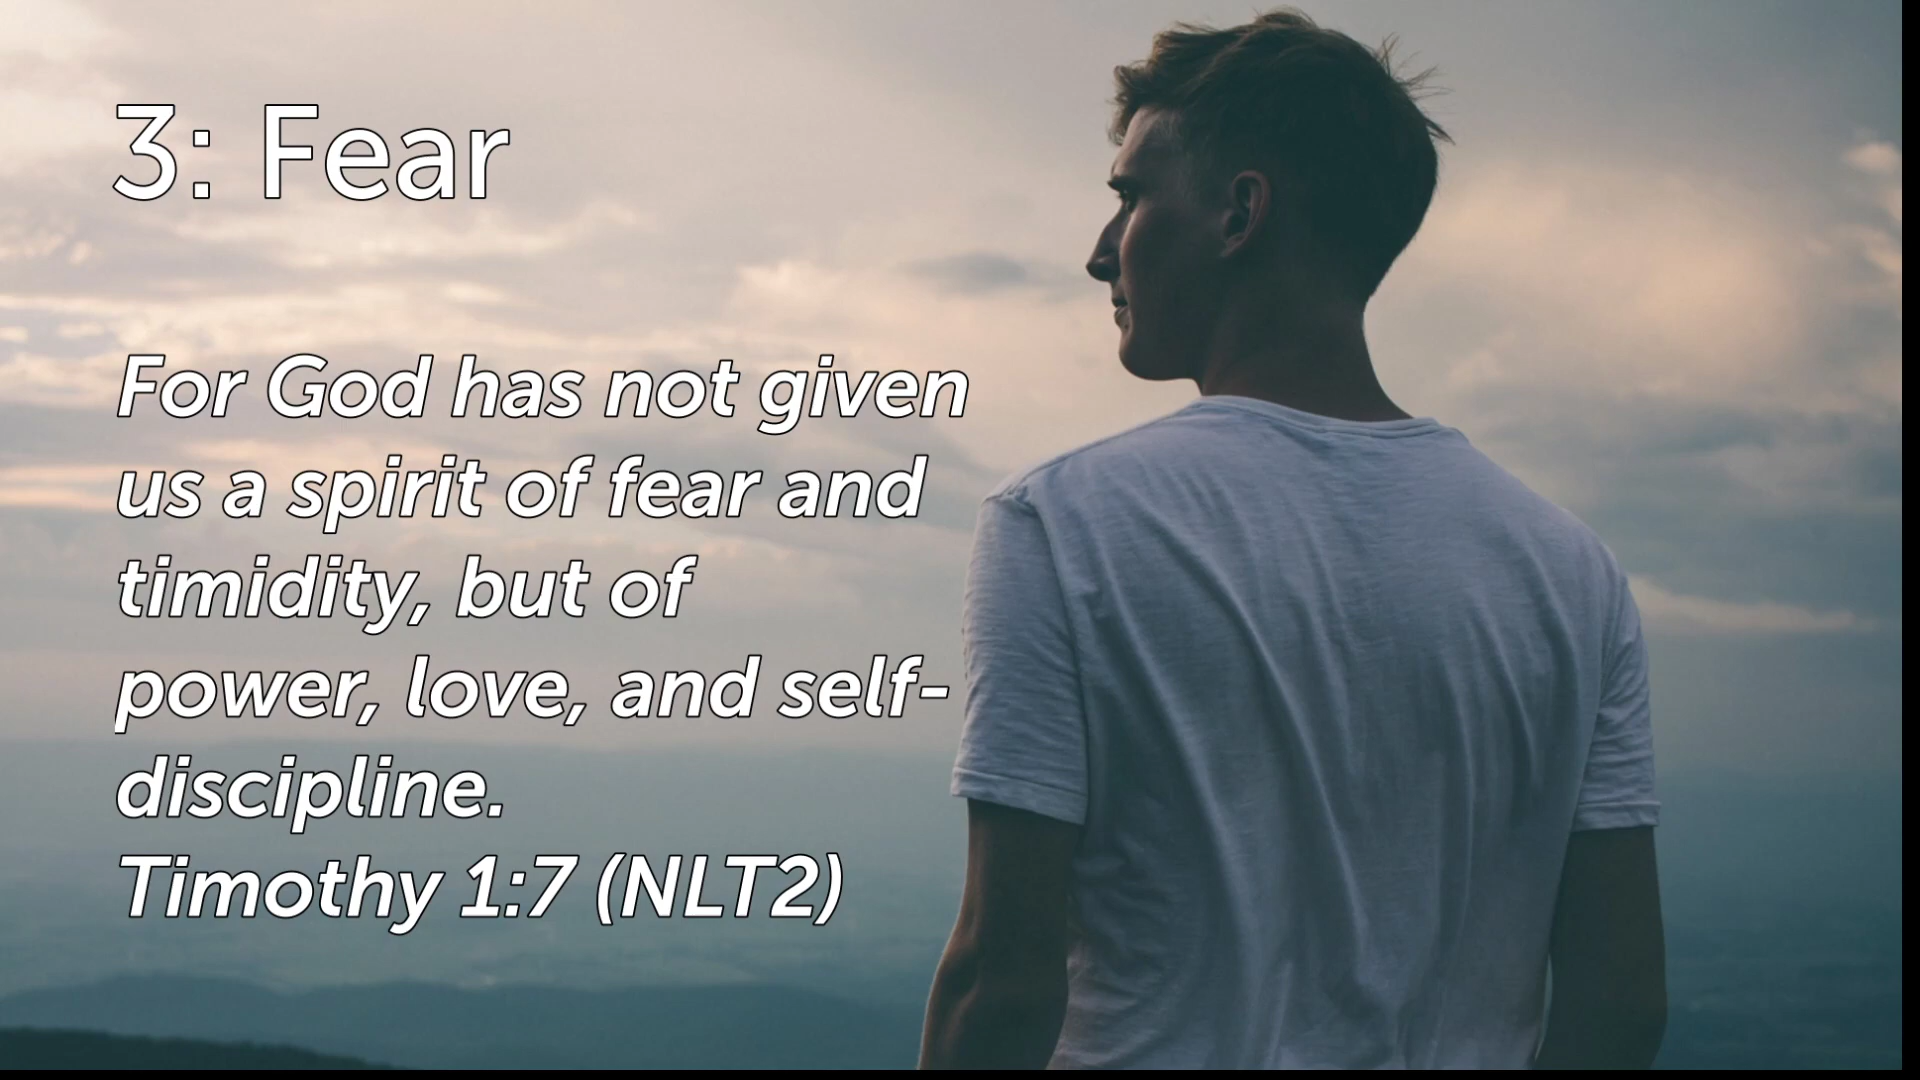 3: Fear
For God has not given
us a spirit of fear and
timidity, but of
power, love, and self-
discipline.
Timothy 1:7 (NLT2)